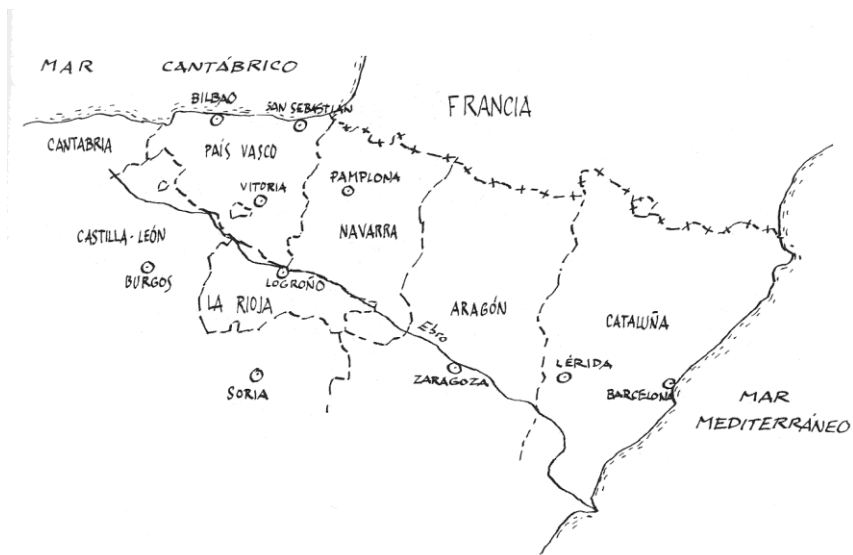 MAR CANTÁBRICO
BILBAO
SAN SEBASTIÁN
FRANCIA
CANTABRIA
PAÍS VASCO
VITORIA
PAMPLONA
CASTILLA-LEÓN
NAVARRA
BURGOS
LOGROÑO
LA RIOJA
ARAGÓN
CATALUÑA
Ebro
SORIA
ZARAGOZA
LÉRIDA
BARCELONA
MAR
MEDITERRÁNEO